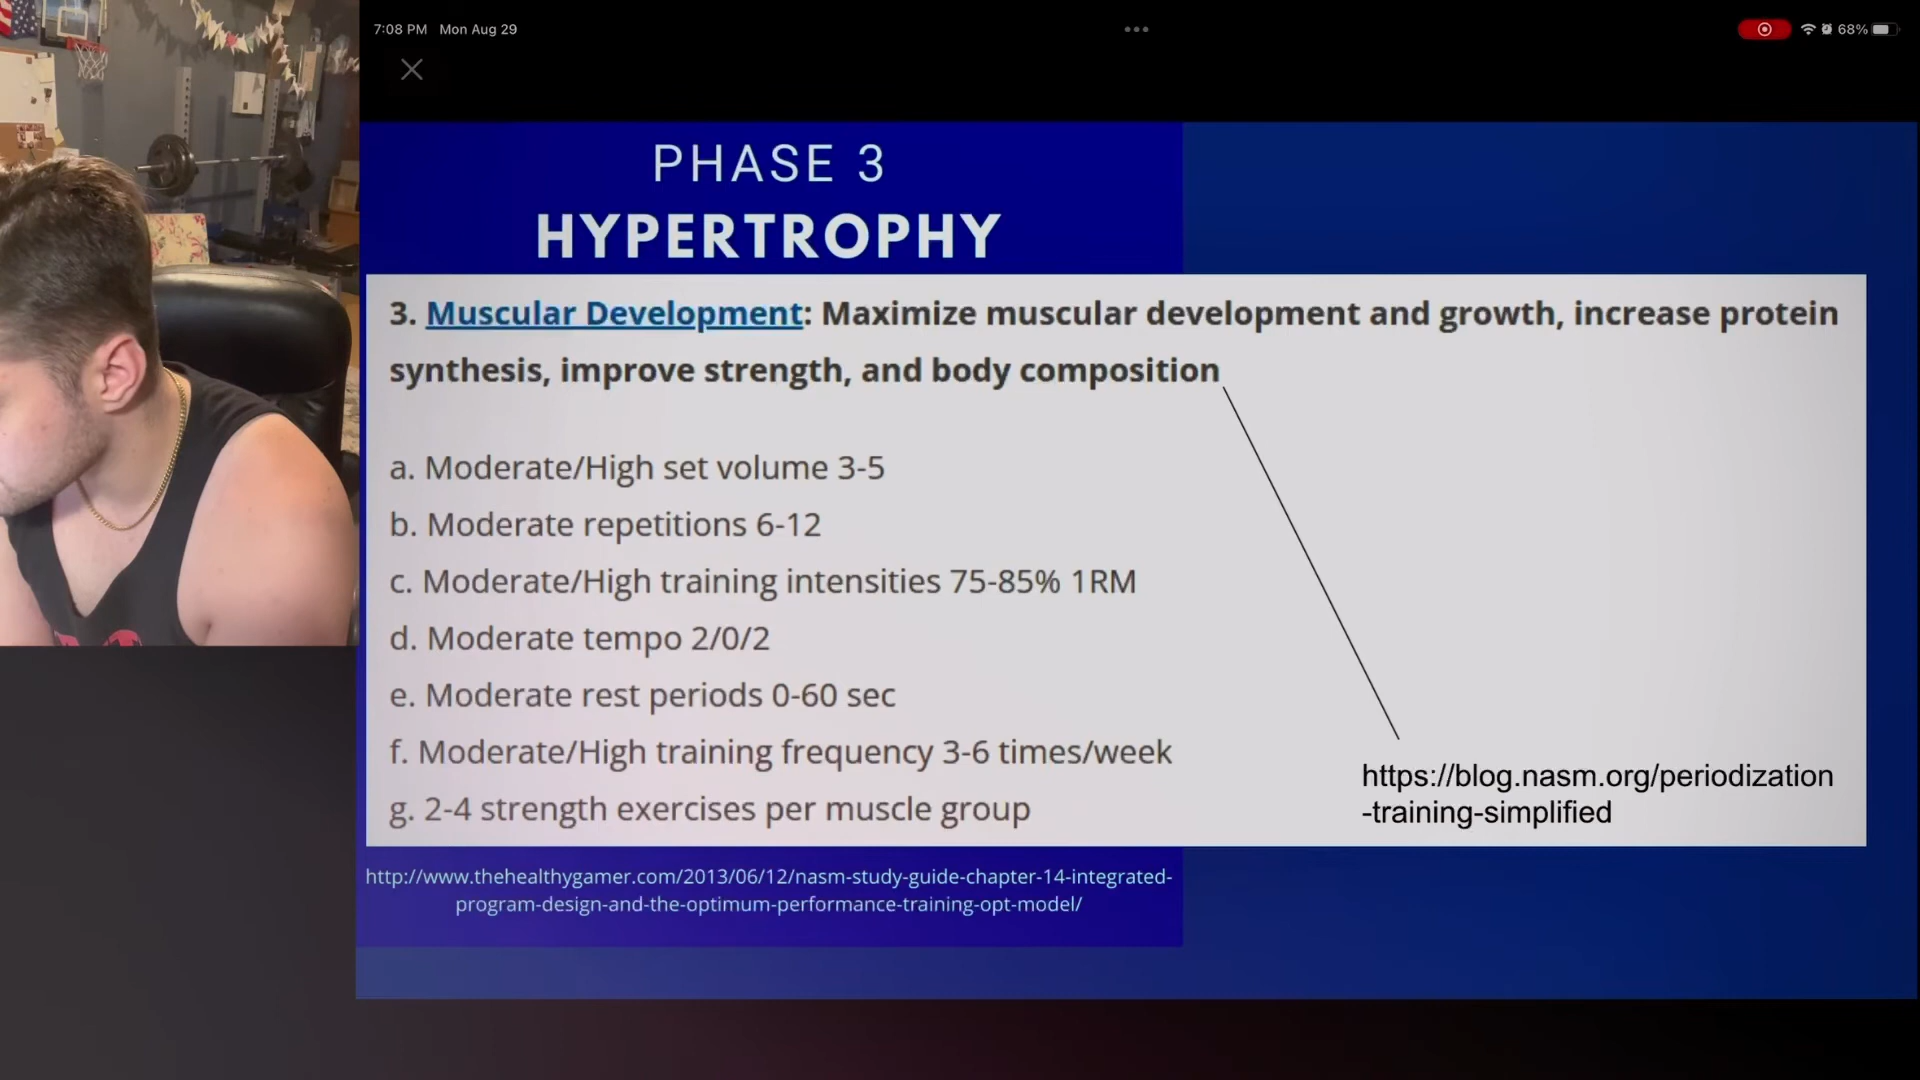 7:08 PM Mon Aug 29
68%
PHASE 3
HYPERTROPHY
3. Muscular Development: Maximize muscular development and growth, increase protein
synthesis, improve strength, and body composition
a. Moderate/High set volume 3-5
b. Moderate repetitions 6-12
c. Moderate/High training intensities 75-85% 1RM
d. Moderate tempo 2/0/2
e. Moderate rest periods 0-60 sec
f. Moderate/High training frequency 3-6 times/week
g. 2-4 strength exercises per muscle group
https://blog.nasm.org/periodization
-training-simplified
http://www.thehealthygamer.com/2013/06/12/nasm-study-guide-chapter-14-integrated-
program-design-and-the-optimum-performance-training-opt-model/